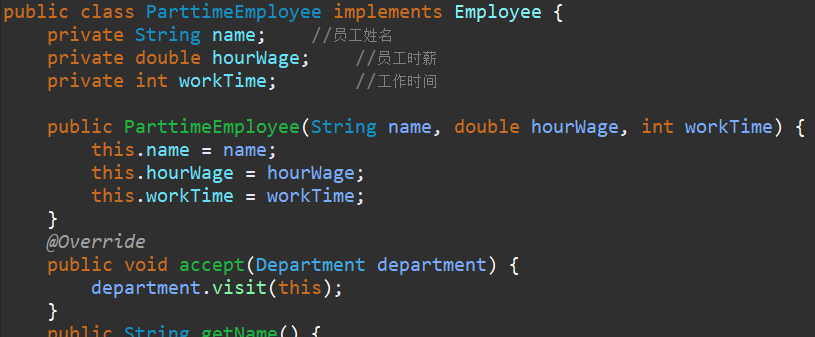 public class ParttimeEmployee implements Employee {
private String name; //员工姓名
private double hourWage; //员工时薪
private int workTime; //工作时间
public ParttimeEmployee(String name, double hourWage, int workTime) {
this.name = name;
this.hourWage = hourWage;
this.workTime = workTime;
}
@Override
public void accept(Department department) {
department.visit(this);
}
public String getName() {